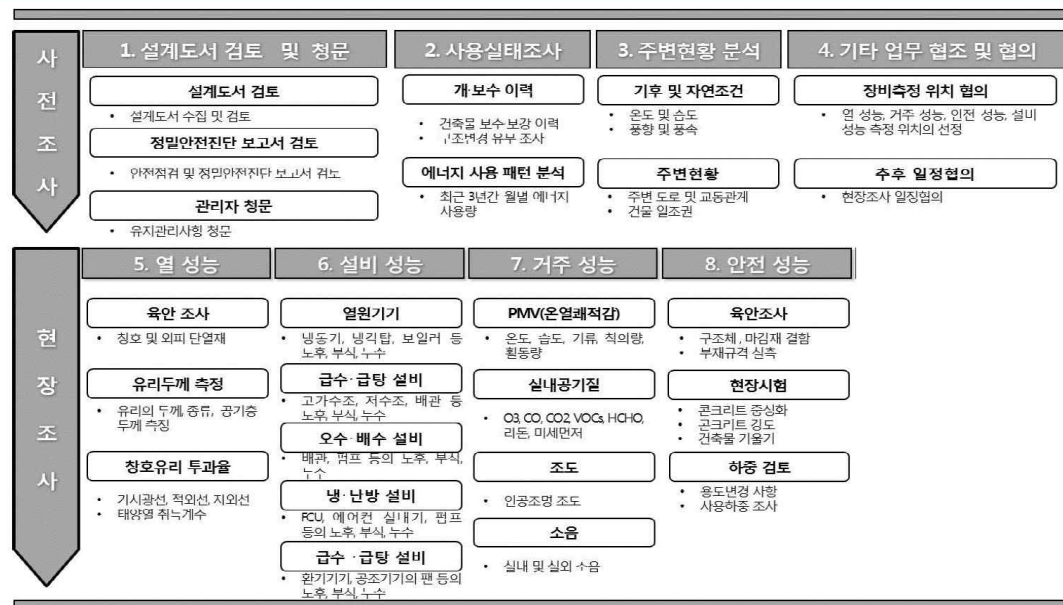 사전조사
1. 설계도서 검토 및 청문
설계도서 검토
• 설계도서 수집 및 검토
정밀안전진단 보고서 검토
• 안전점검 및 정밀안전진단 보고서 검토
관리자 청문
• 유지관리사항 청문
2. 사용실태조사
개·보수 이력
• 건축물 보수·보강 이력
• 구조변경 유무 조사
에너지 사용 패턴 분석
• 최근 3년간 월별 에너지
사용량
3. 주변현황 분석
기후 및 자연조건
• 온도 및 습도
• 풍향 및 풍속
주변현황
• 주변 도로 및 교통관계
• 건물 일조권
4. 기타 업무 협조 및 협의
장비측정 위치 협의
• 열 성능, 거주 성능, 안전 성능, 설비
성능 측정 위치의 선정
추후 일정협의
• 현장조사 일정협의
현장조사
5. 열 성능
육안 조사
• 창호 및 외피 단열재
유리두께 측정
• 유리의 두께, 종류, 공기층
두께 측정
창호유리 투과율
• 가시광선, 적외선, 자외선
• 태양열 취득계수
6. 설비 성능
열원기기
• 냉동기, 냉각탑, 보일러 등
노후, 부식, 누수
급수·급탕 설비
• 고가수조, 저수조, 배관 등
노후, 부식, 누수
오수·배수 설비
• 배관, 펌프 등의 노후, 부식,
누수
냉·난방 설비
• FCU, 에어컨 실내기, 펌프
등의 노후, 부식, 누수
급수·급탕 설비
• 환기기기, 공조기기의 팬 등의
노후, 부식, 누수
7. 거주 성능
PMV(온열쾌적감)
• 온도, 습도, 기류, 착의량,
활동량
실내공기질
• O3, CO, CO2, VOCs, HCHO,
라돈, 미세먼지
조도
• 인공조명 조도
소음
• 실내 및 실외 소음
8. 안전 성능
육안조사
• 구조체, 마감재 결함
• 부재규격 실측
현장시험
• 콘크리트 중성화
• 콘크리트 강도
• 건축물 기울기
하중 검토
• 용도변경 사항
• 사용하중 조사